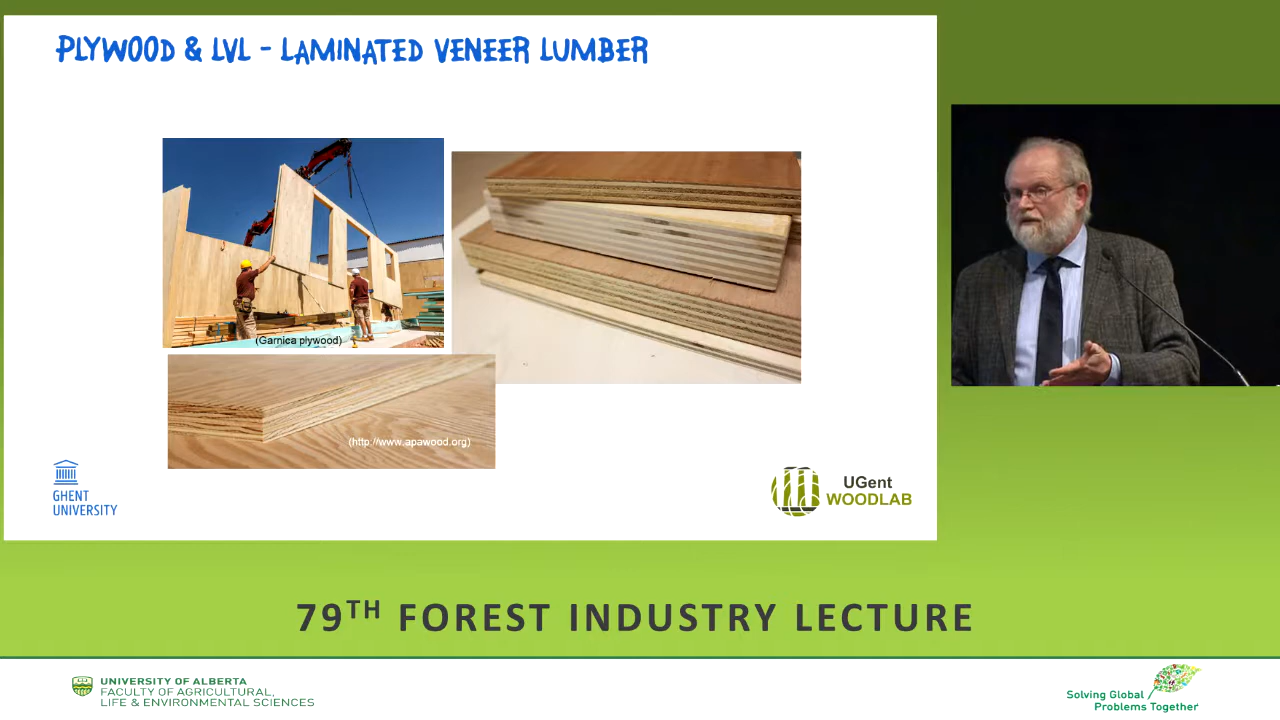 PLYWOOD & LVL - LAMINATED VENEER LUMBER
(Garnica plywood)
(http://www.apawood.org)
GHENT
UNIVERSITY
UGent
WOODLAB
79TH FOREST INDUSTRY LECTURE
UNIVERSITY OF ALBERTA
FACULTY OF AGRICULTURAL,
LIFE & ENVIRONMENTAL SCIENCES
Solving Global
Problems Together